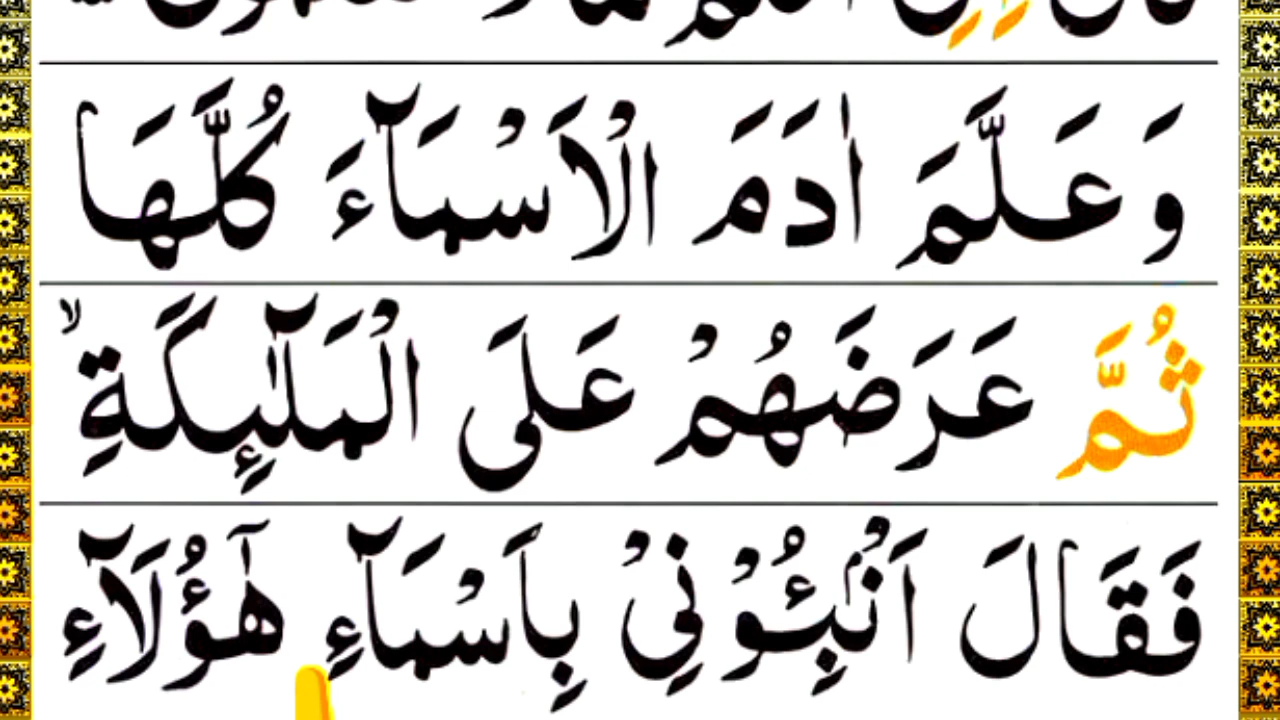 وَعَلَّمَ اٰدَمَ الْاَسْمَآءَ كُلَّهَا
ثُمَّ عَرَضَهُمْ عَلَى الْمَلٰٓئِكَةِ ۙ
فَقَالَ اَنْۢبِـُٔوْنِيْ بِاَسْمَآءِ هٰٓؤُلَآءِ